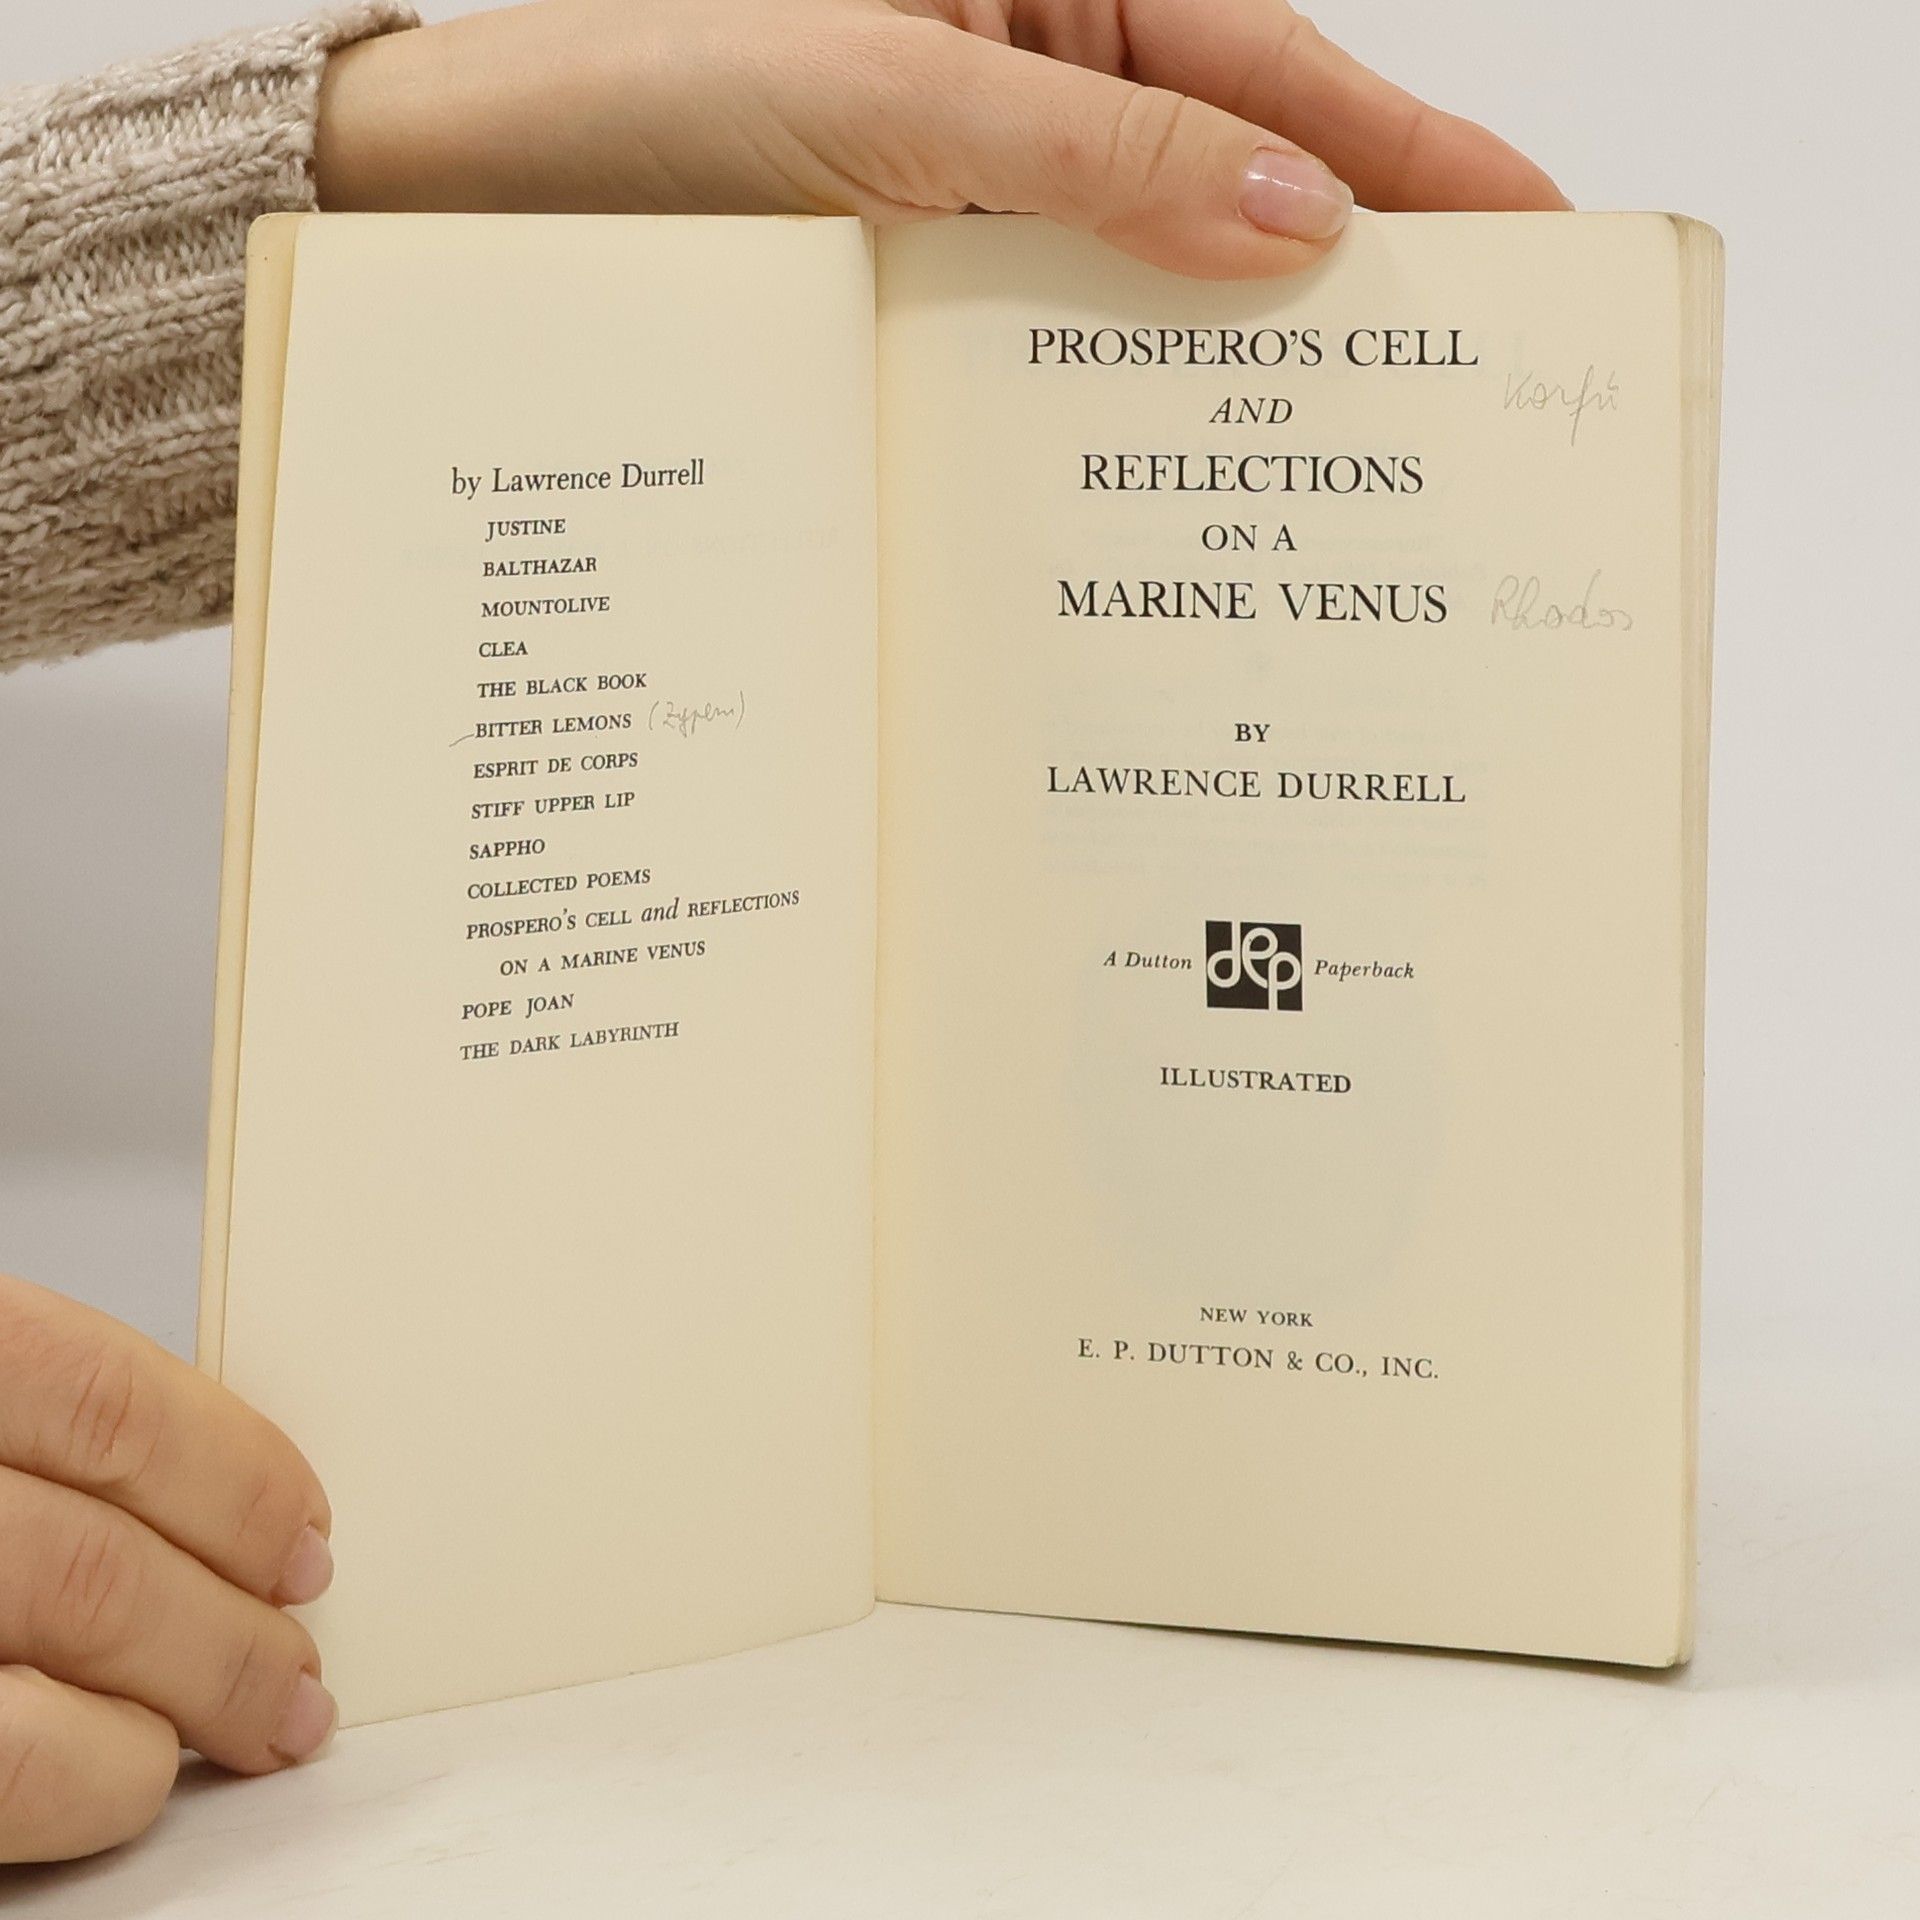 by Lawrence Durrell
JUSTINE
BALTHAZAR
MOUNTOLIVE
CLEA
THE BLACK BOOK
BITTER LEMONS (Zypern)
ESPRIT DE CORPS
STIFF UPPER LIP
SAPPHO
COLLECTED POEMS
PROSPERO'S CELL and REFLECTIONS
ON A MARINE VENUS
POPE JOAN
THE DARK LABYRINTH
PROSPERO'S CELL
Korfu
AND
REFLECTIONS
ON A
MARINE VENUS Rhodos
BY
LAWRENCE DURRELL
A Dutton dep Paperback
ILLUSTRATED
NEW YORK
E. P. DUTTON & CO., INC.